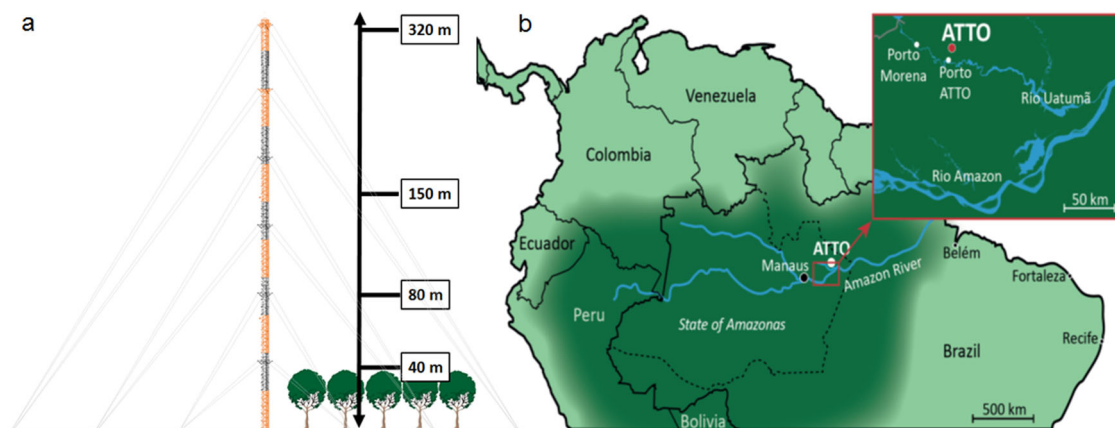 a
320 m
150 m
80 m
40 m
b
Venezuela
Colombia
Ecuador
Peru
Manaus
ATTO
Amazon River
State of Amazonas
Bolivia
Brazil
Belém
Fortaleza
Recife
500 km
ATTO
Porto
Morena
Porto
ATTO
Rio Uatumã
Rio Amazon
50 km